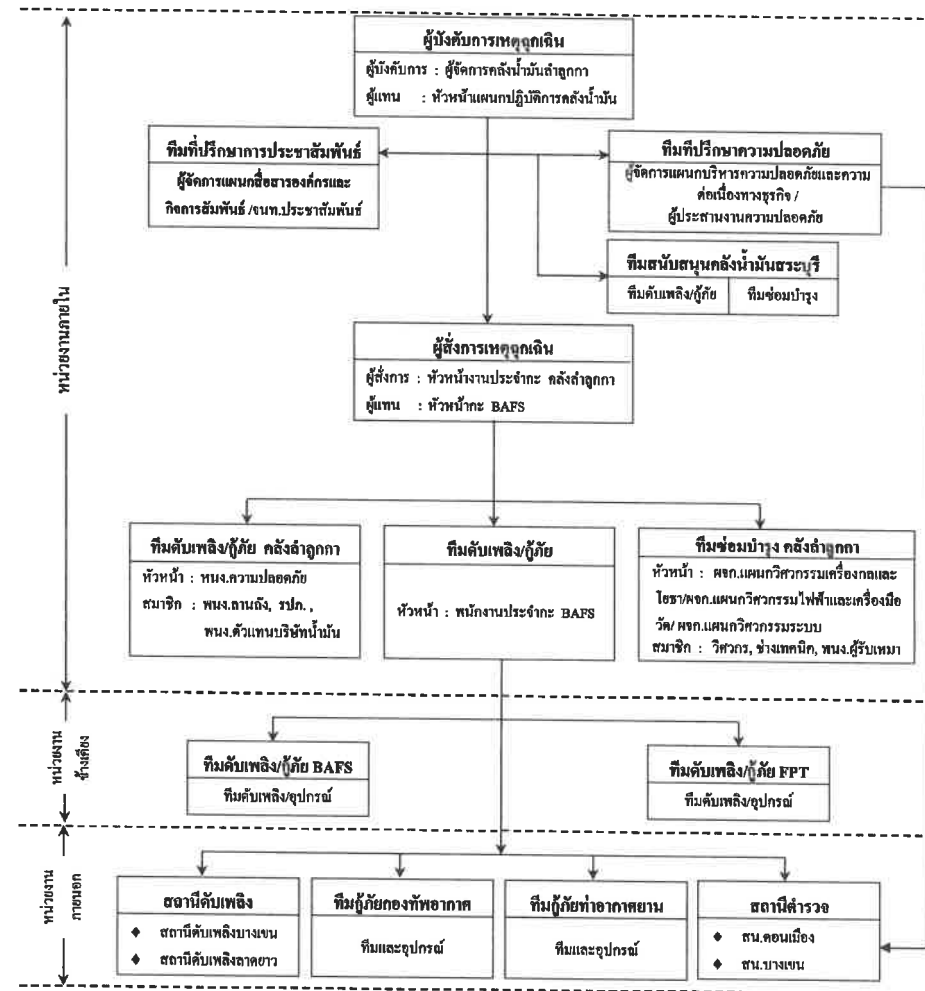 ผู้บังคับการเหตุฉุกเฉิน
ผู้บังคับการ : ผู้จัดการคลังน้ำมันลำลูกกา
ผู้แทน : หัวหน้าแผนกปฏิบัติการคลังน้ำมัน
ทีมที่ปรึกษาการประชาสัมพันธ์
ผู้จัดการแผนกสื่อสารองค์กรและ
กิจการสัมพันธ์ /จนท.ประชาสัมพันธ์
ทีมที่ปรึกษาความปลอดภัย
ผู้จัดการแผนกบริหารความปลอดภัยและความ
ต่อเนื่องทางธุรกิจ /
ผู้ประสานงานความปลอดภัย
ทีมสนับสนุนคลังน้ำมันสระบุรี
ทีมดับเพลิง/กู้ภัย
ทีมซ่อมบำรุง
หน่วยงานภายใน
ผู้สั่งการเหตุฉุกเฉิน
ผู้สั่งการ : หัวหน้างานประจำกะ คลังลำลูกกา
ผู้แทน : หัวหน้ากะ BAFS
ทีมดับเพลิง/กู้ภัย คลังลำลูกกา
หัวหน้า : หนง.ความปลอดภัย
สมาชิก : พนง.ลานถัง, รปภ. ,
พนง.ตัวแทนบริษัทน้ำมัน
ทีมดับเพลิง/กู้ภัย
หัวหน้า : พนักงานประจำกะ BAFS
ทีมซ่อมบำรุง คลังลำลูกกา
หัวหน้า : ผจก.แผนกวิศวกรรมเครื่องกลและ
โยธา/ผจก.แผนกวิศวกรรมไฟฟ้าและเครื่องมือ
วัด/ ผจก.แผนกวิศวกรรมระบบ
สมาชิก : วิศวกร, ช่างเทคนิค, พนง.ผู้รับเหมา
หน่วยงาน
ข้างเคียง
ทีมดับเพลิง/กู้ภัย BAFS
ทีมดับเพลิง/อุปกรณ์
ทีมดับเพลิง/กู้ภัย FPT
ทีมดับเพลิง/อุปกรณ์
หน่วยงาน
ภายนอก
สถานีดับเพลิง
◆ สถานีดับเพลิงบางเขน
◆ สถานีดับเพลิงลาดยาว
ทีมกู้ภัยกองทัพอากาศ
ทีมและอุปกรณ์
ทีมกู้ภัยท่าอากาศยาน
ทีมและอุปกรณ์
สถานีตำรวจ
◆ สน.ดอนเมือง
◆ สน.บางเขน